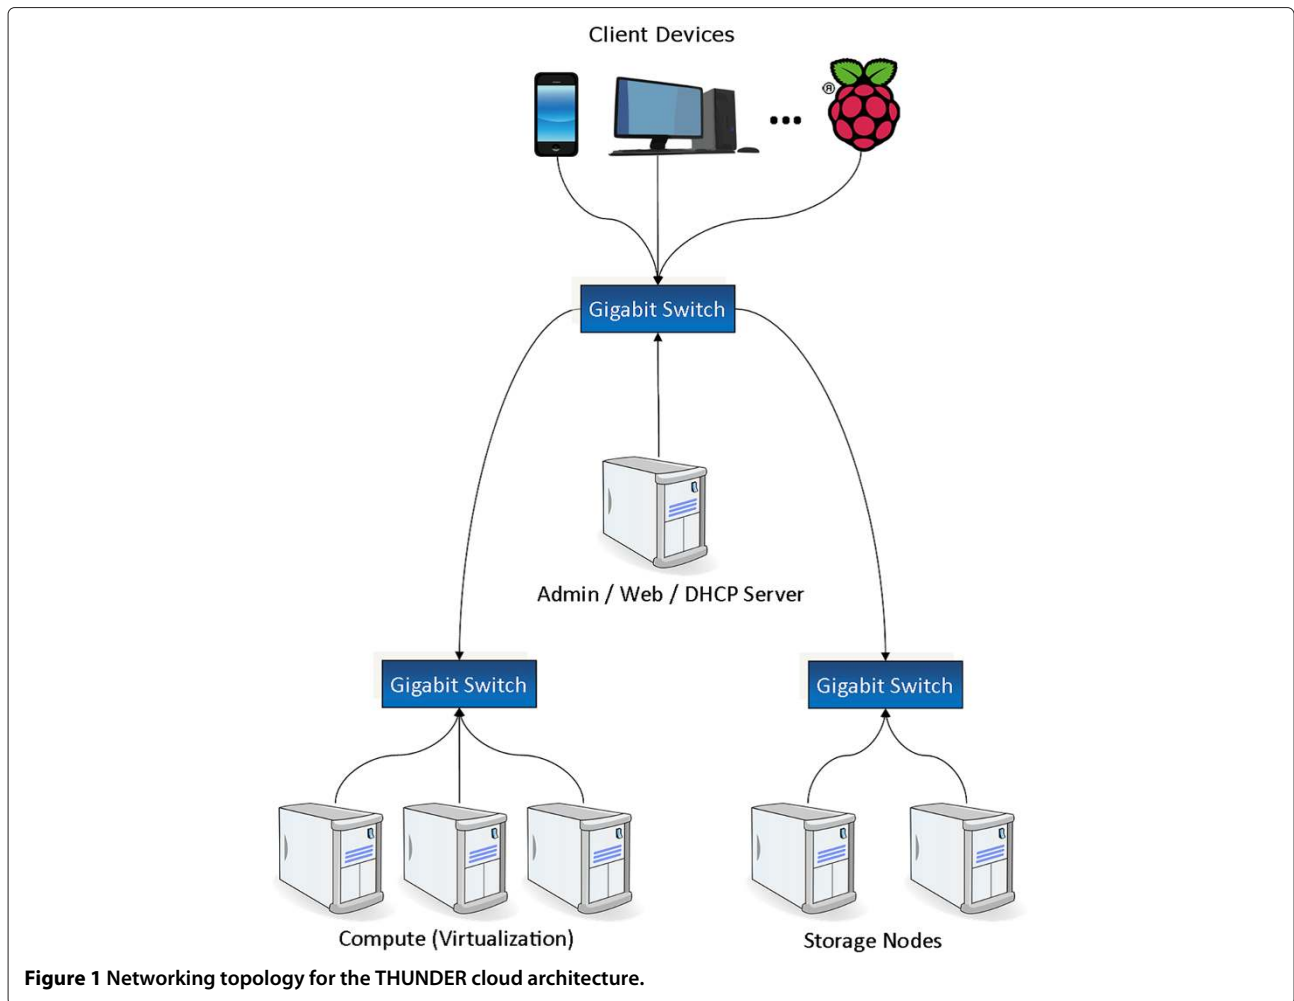 Client Devices
®
Gigabit Switch
Admin / Web / DHCP Server
Gigabit Switch
Gigabit Switch
Compute (Virtualization)
Storage Nodes
Figure 1 Networking topology for the THUNDER cloud architecture.